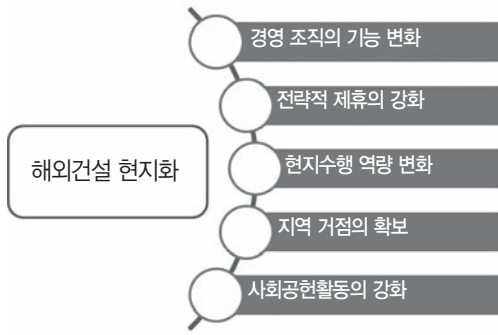 해외건설 현지화
경영 조직의 기능 변화
전략적 제휴의 강화
현지수행 역량 변화
지역 거점의 확보
사회공헌활동의 강화